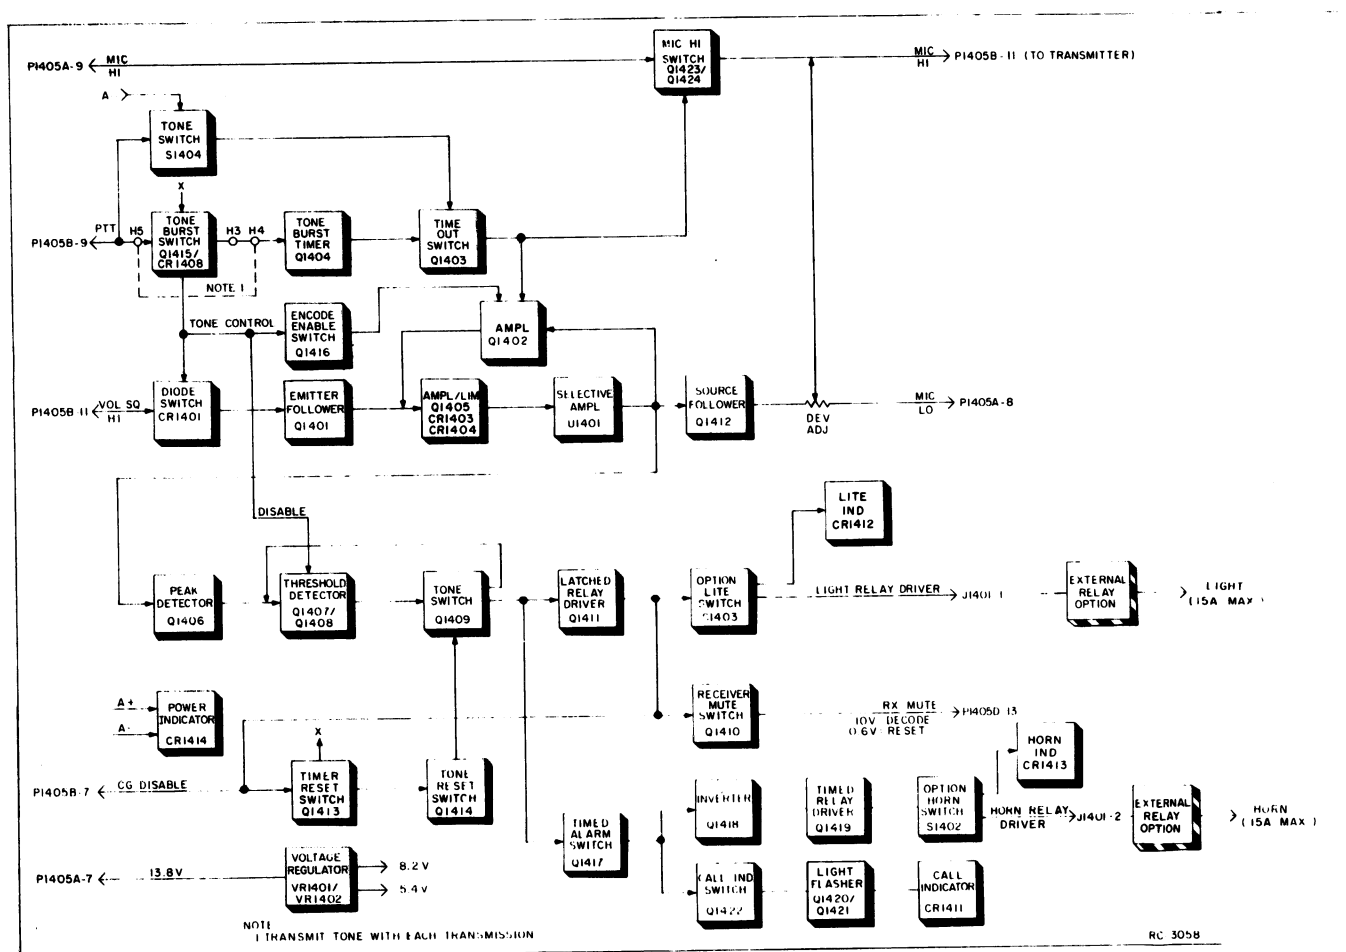 P1405A-9
MIC
HI
MIC HI
SWITCH
Q1423/
Q1424
MIC
HI
P1405B-11 (TO TRANSMITTER)
A
TONE
SWITCH
S1404
X
PTT
P1405B-9
H5
TONE
BURST
SWITCH
Q1415/
CR1408
H3 H4
TONE
BURST
TIMER
Q1404
TIME
OUT
SWITCH
Q1403
NOTE 1
TONE CONTROL
ENCODE
ENABLE
SWITCH
Q1416
AMPL
Q1402
P1405B-11
VOL SQ
HI
DIODE
SWITCH
CR1401
EMITTER
FOLLOWER
Q1401
AMPL/LIM
Q1405
CR1403
CR1404
SELECTIVE
AMPL
U1401
SOURCE
FOLLOWER
Q1412
DEV
ADJ
MIC
LO
P1405A-8
DISABLE
LITE
IND
CR1412
PEAK
DETECTOR
Q1406
THRESHOLD
DETECTOR
Q1407/
Q1408
TONE
SWITCH
Q1409
LATCHED
RELAY
DRIVER
Q1411
OPTION
LITE
SWITCH
S1403
LIGHT RELAY DRIVER
J1401-1
EXTERNAL
RELAY
OPTION
LIGHT
(15A MAX)
A+
A-
POWER
INDICATOR
CR1414
RECEIVER
MUTE
SWITCH
Q1410
RX MUTE
10V DECODE
0.6V RESET
P1405D-13
HORN
IND
CR1413
X
P1405B-7
CG DISABLE
TIMER
RESET
SWITCH
Q1413
TONE
RESET
SWITCH
Q1414
TIMED
ALARM
SWITCH
Q1417
INVERTER
Q1418
TIMED
RELAY
DRIVER
Q1419
OPTION
HORN
SWITCH
S1402
HORN RELAY
DRIVER
J1401-2
EXTERNAL
RELAY
OPTION
HORN
(15A MAX)
P1405A-7
13.8V
VOLTAGE
REGULATOR
VR1401/
VR1402
8.2V
5.4V
CALL IND
SWITCH
Q1422
LIGHT
FLASHER
Q1420/
Q1421
CALL
INDICATOR
CR1411
NOTE
1 TRANSMIT TONE WITH EACH TRANSMISSION
RC 3058